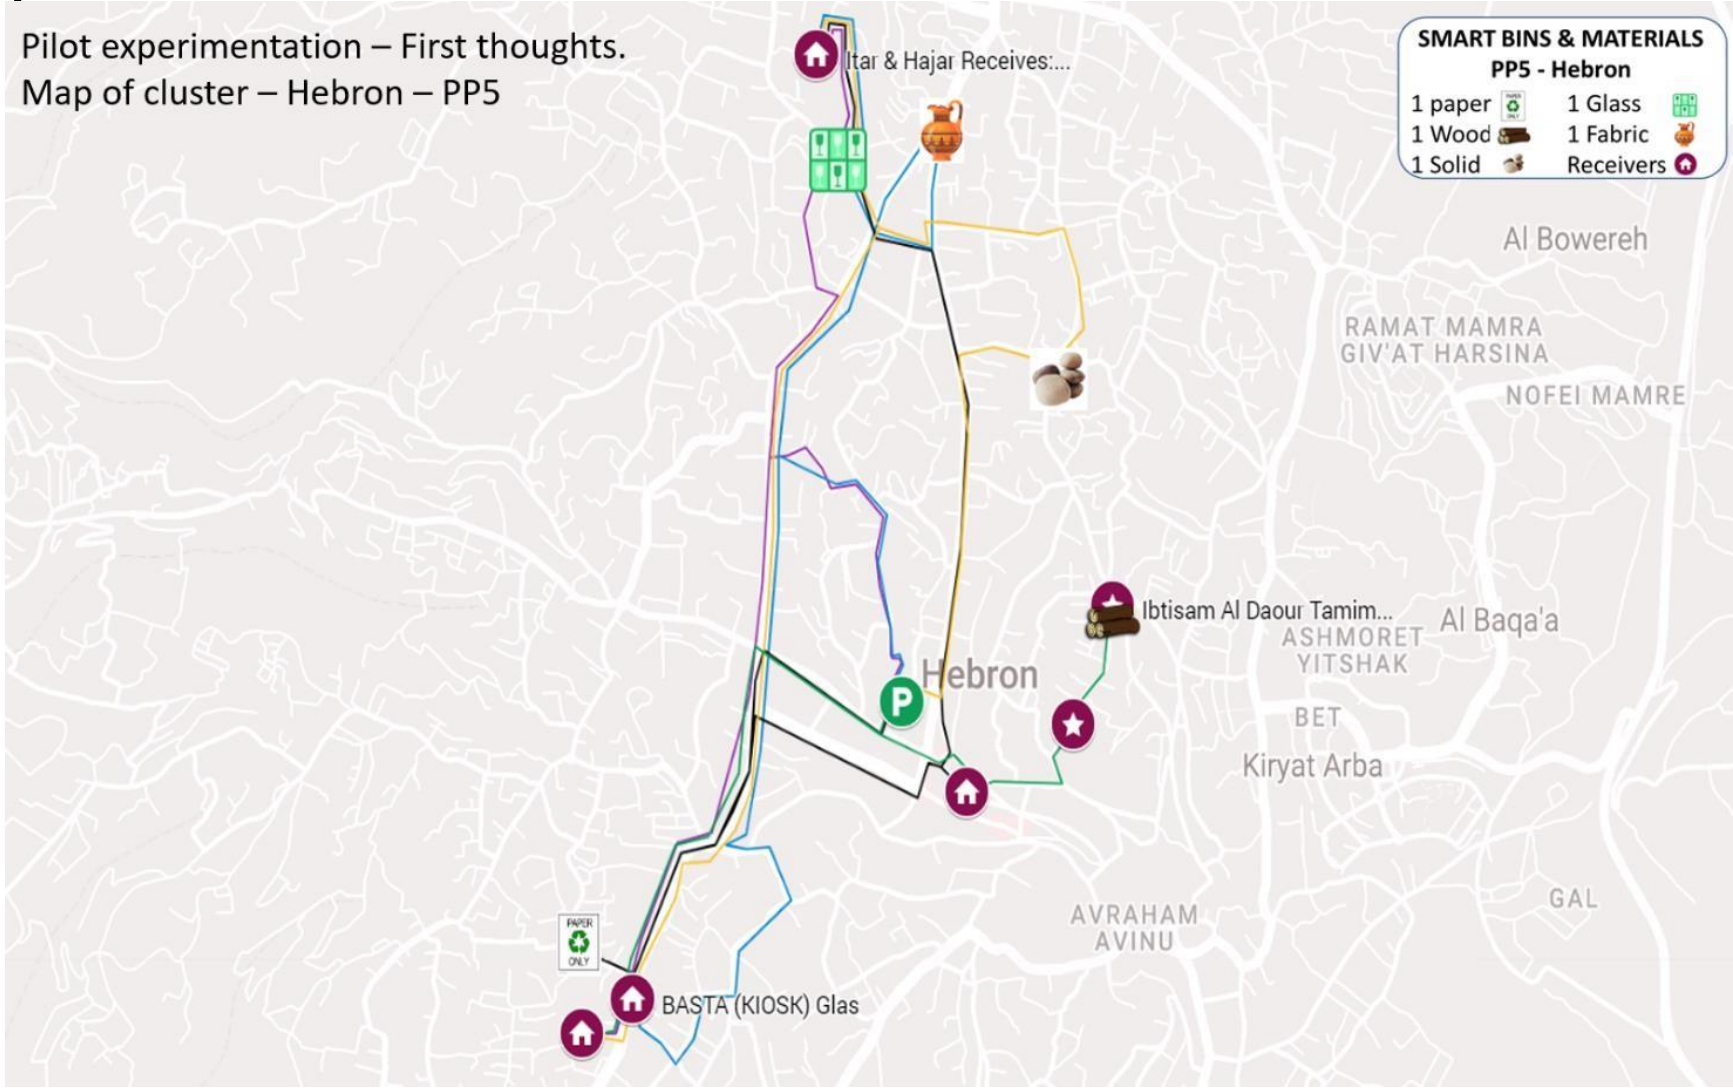 Pilot experimentation – First thoughts.
Map of cluster – Hebron – PP5
SMART BINS & MATERIALS
PP5 - Hebron
1 paper PAPER ONLY 1 Glass
1 Wood 1 Fabric
1 Solid Receivers
Itar & Hajar Receives:...
Al Bowereh
RAMAT MAMRA
GIV'AT HARSINA
NOFEI MAMRE
Ibtisam Al Daour Tamim...
Al Baqa'a
ASHMORET
YITSHAK
Hebron
P
BET
Kiryat Arba
GAL
AVRAHAM
AVINU
PAPER
ONLY
BASTA (KIOSK) Glas